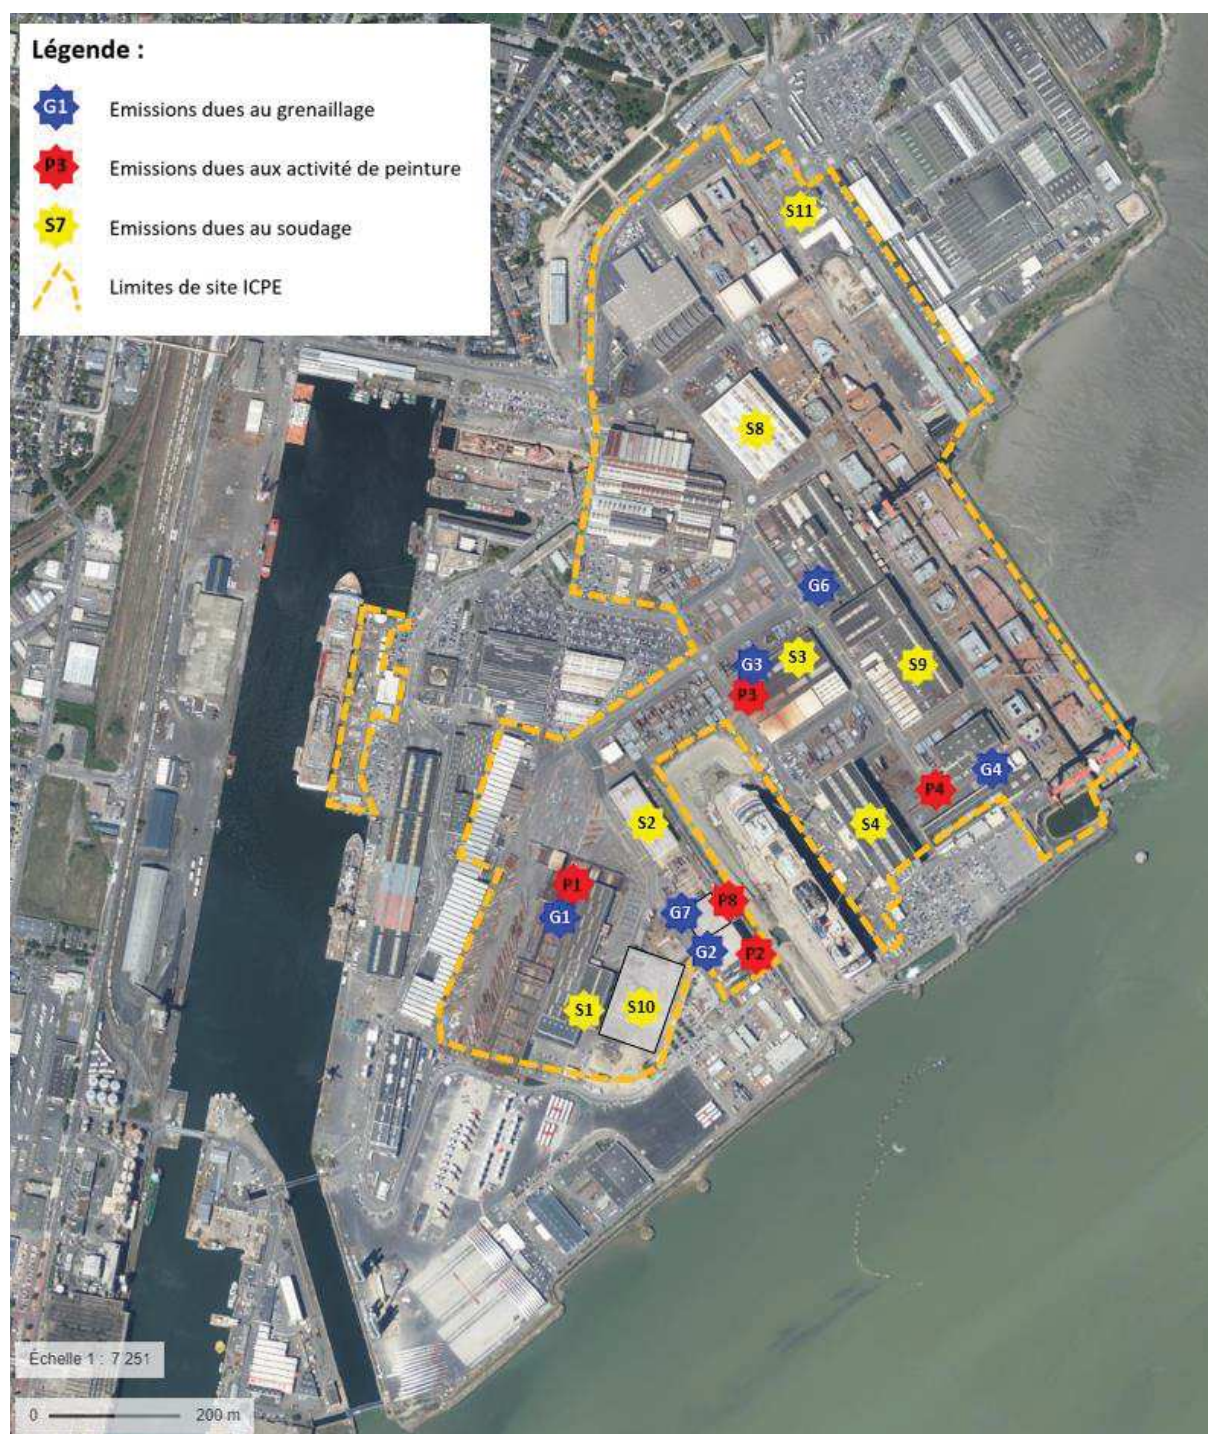 Légende :
G1 Emissions dues au grenaillage
P3 Emissions dues aux activité de peinture
S7 Emissions dues au soudage
Limites de site ICPE
S11
S8
G6
G3 S3 S9
P3
G4
P4
S2 S4
P1
P8
G1 G7
G2 P2
S1 S10
Échelle 1 : 7 251
0 200 m